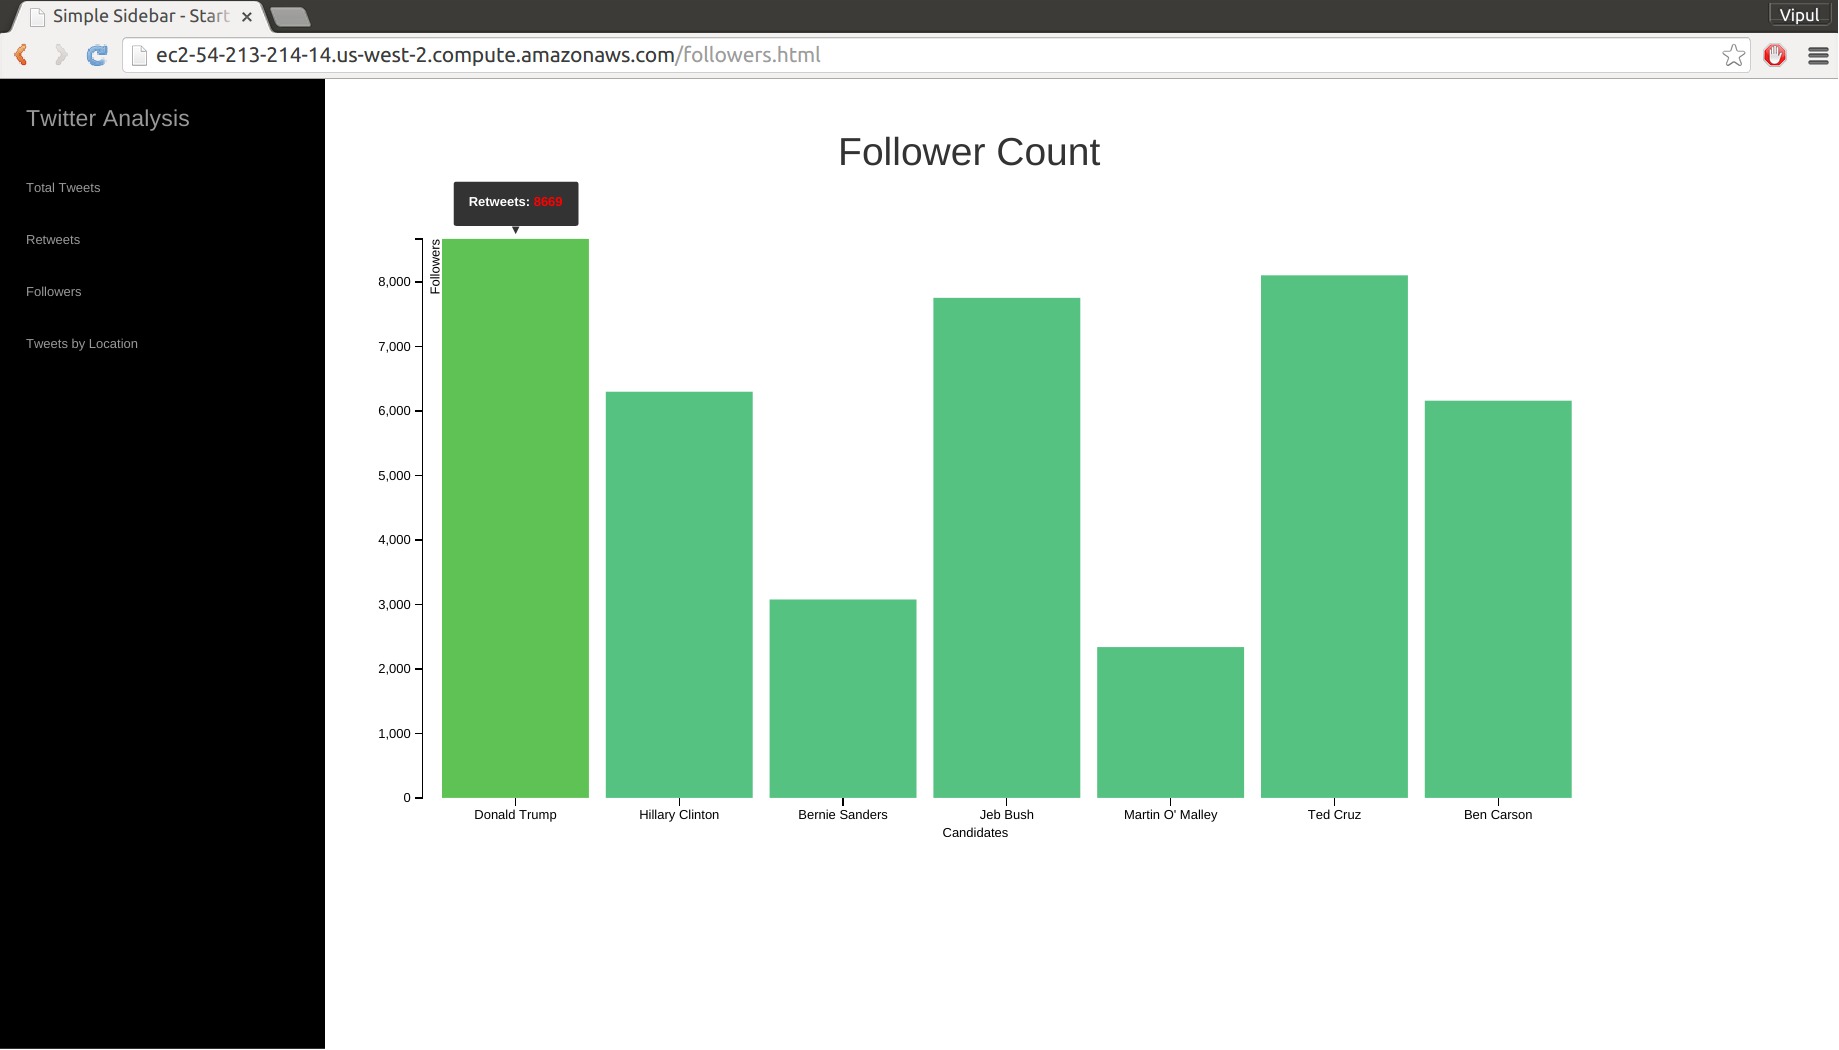 Simple Sidebar - Start
Vipul
ec2-54-213-214-14.us-west-2.compute.amazonaws.com/followers.html
Twitter Analysis
Total Tweets
Retweets
Followers
Tweets by Location
Follower Count
Retweets: 8669
Followers
8,000
7,000
6,000
5,000
4,000
3,000
2,000
1,000
0
Donald Trump Hillary Clinton Bernie Sanders Jeb Bush Martin O' Malley Ted Cruz Ben Carson
Candidates